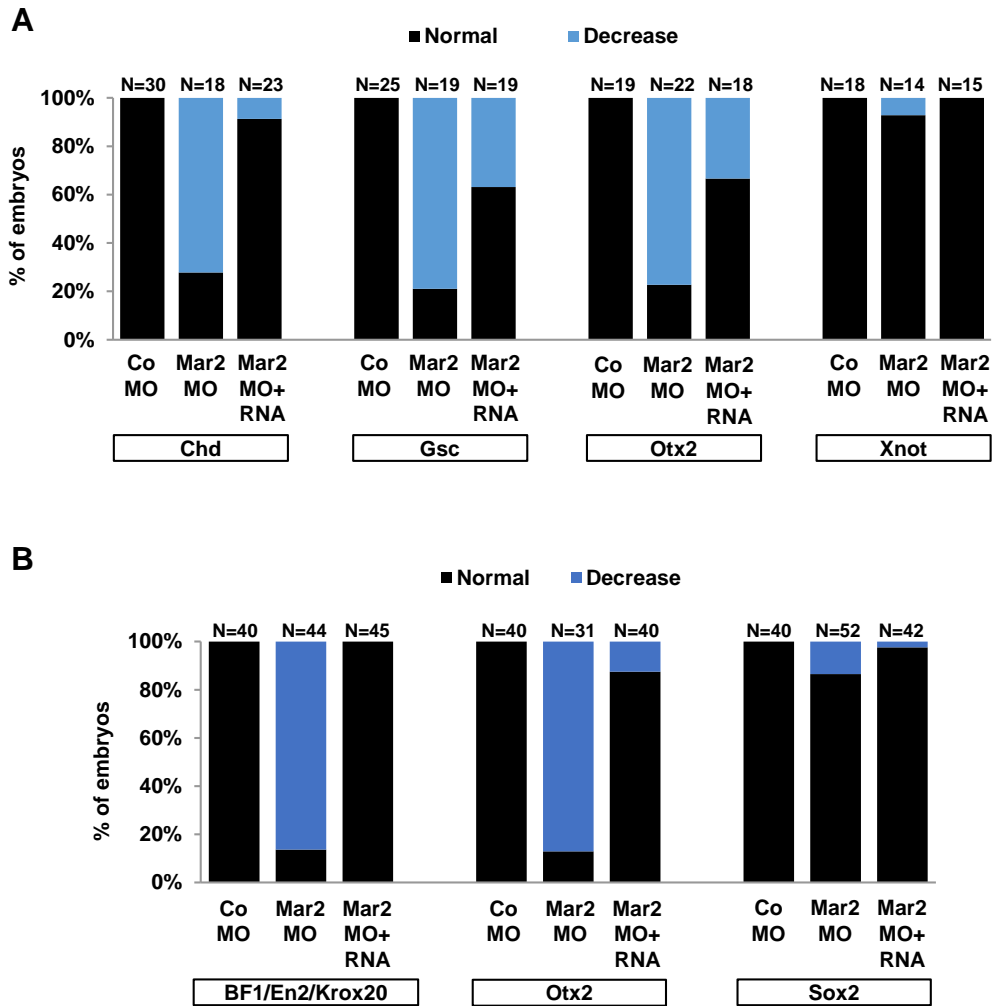 A
Normal Decrease
N=30 N=18 N=23 N=25 N=19 N=19 N=19 N=22 N=18 N=18 N=14 N=15
100%
80%
60%
40%
20%
0%
% of embryos
Co Mar2 Mar2 Co Mar2 Mar2 Co Mar2 Mar2 Co Mar2 Mar2
MO MO MO+ MO MO MO+ MO MO MO+ MO MO MO+
RNA RNA RNA RNA
Chd Gsc Otx2 Xnot
B
Normal Decrease
N=40 N=44 N=45 N=40 N=31 N=40 N=40 N=52 N=42
100%
80%
60%
40%
20%
0%
% of embryos
Co Mar2 Mar2 Co Mar2 Mar2 Co Mar2 Mar2
MO MO MO+ MO MO MO+ MO MO MO+
RNA RNA RNA
BF1/En2/Krox20 Otx2 Sox2